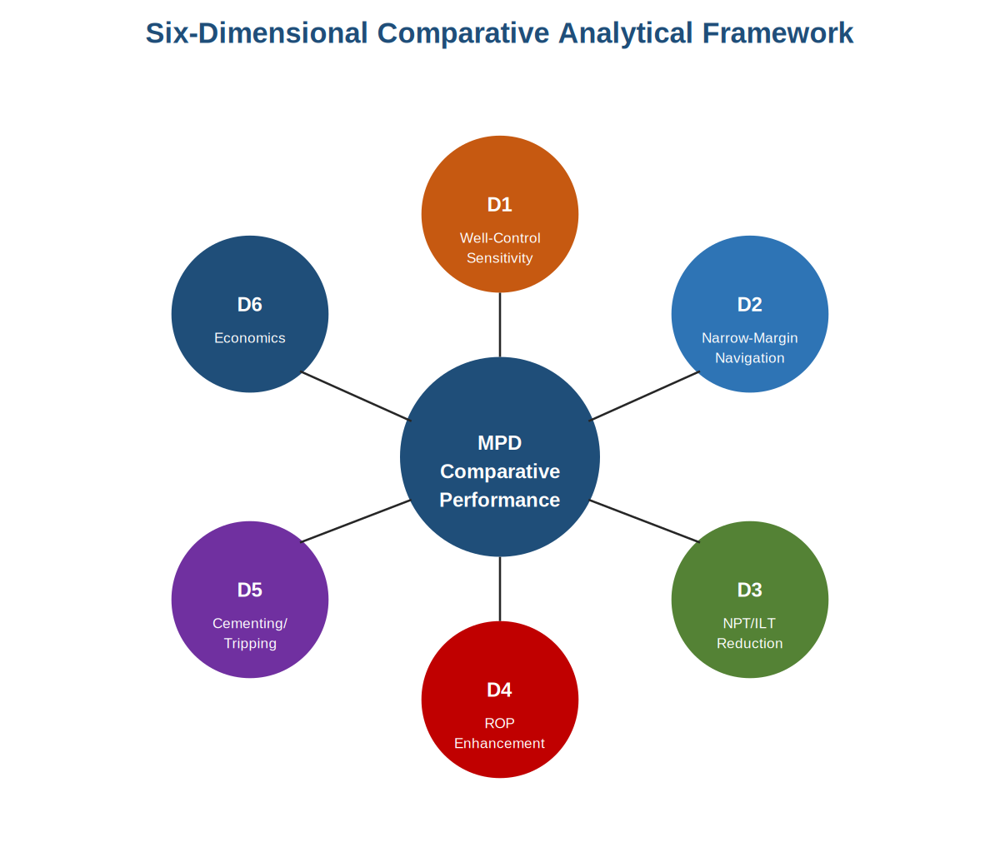 Six-Dimensional Comparative Analytical Framework
D1
Well-Control
Sensitivity
D6
Economics
D2
Narrow-Margin
Navigation
MPD
Comparative
Performance
D5
Cementing/
Tripping
D3
NPT/ILT
Reduction
D4
ROP
Enhancement